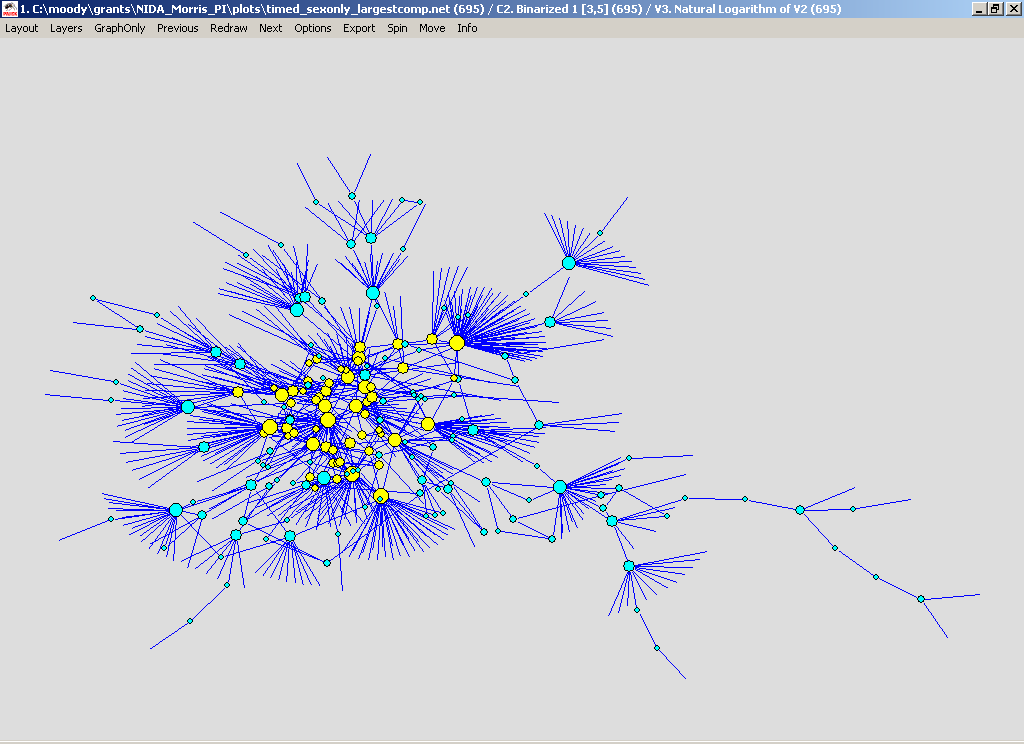 1. C:\moody\grants\NIDA_Morris_PI\plots\timed_sexonly_largestcomp.net (695) / C2. Binarized 1 [3,5] (695) / V3. Natural Logarithm of V2 (695)
Layout Layers GraphOnly Previous Redraw Next Options Export Spin Move Info